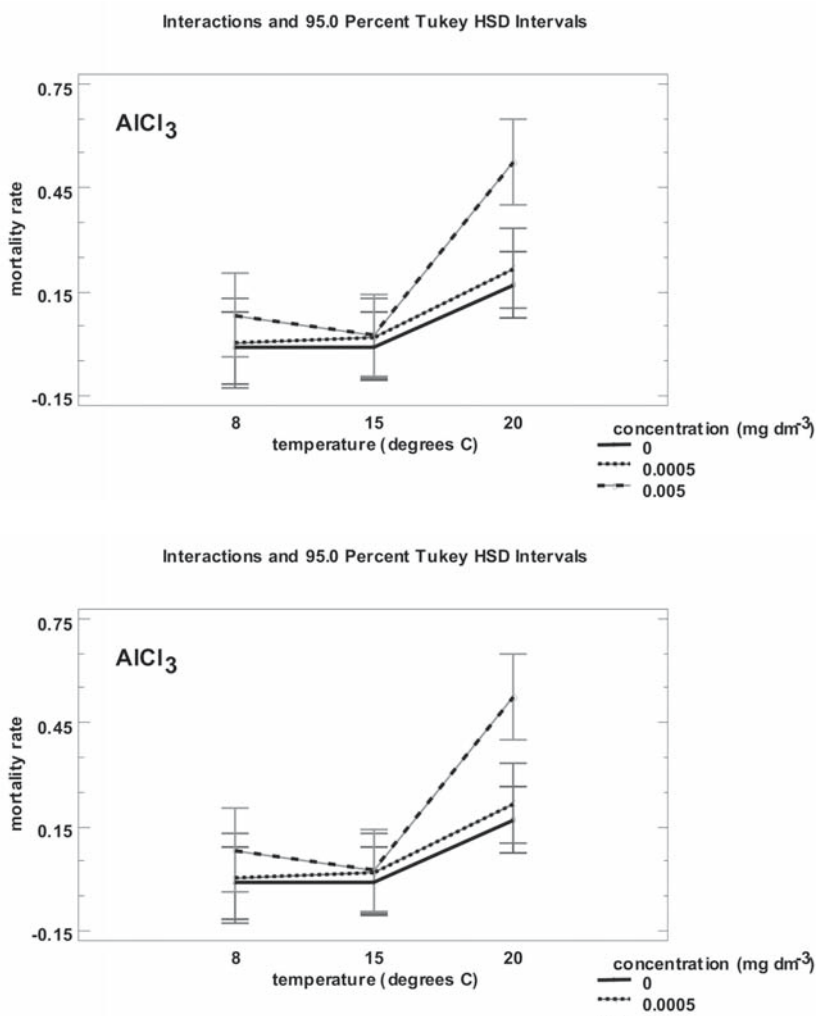 Interactions and 95.0 Percent Tukey HSD Intervals
0.75
AlCl3
0.45
mortality rate
0.15
-0.15
8 15 20
temperature (degrees C)
concentration (mg dm-3)
0
0.0005
0.005
Interactions and 95.0 Percent Tukey HSD Intervals
0.75
AlCl3
0.45
mortality rate
0.15
-0.15
8 15 20
temperature (degrees C)
concentration (mg dm-3)
0
0.0005